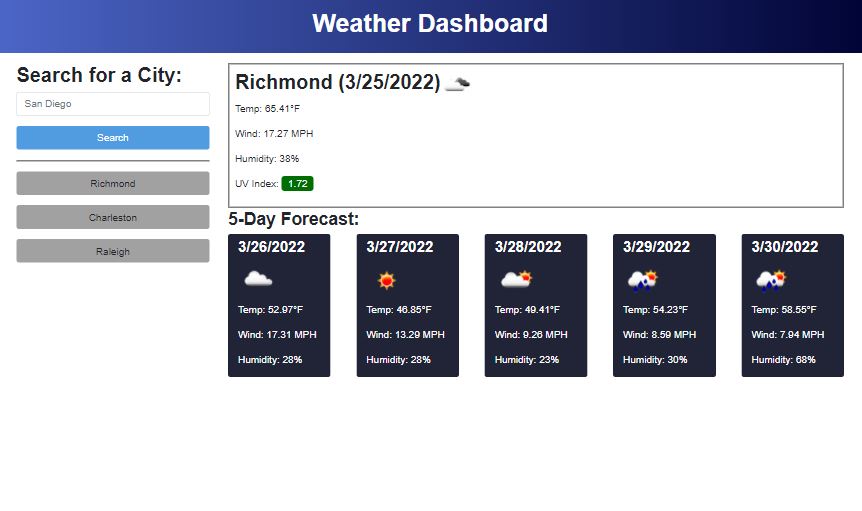 Weather Dashboard
Search for a City:
San Diego
Search
Richmond
Charleston
Raleigh
Richmond (3/25/2022)
Temp: 65.41°F
Wind: 17.27 MPH
Humidity: 38%
UV Index: 1.72
5-Day Forecast:
3/26/2022
Temp: 52.97°F
Wind: 17.31 MPH
Humidity: 28%
3/27/2022
Temp: 46.85°F
Wind: 13.29 MPH
Humidity: 28%
3/28/2022
Temp: 49.41°F
Wind: 9.26 MPH
Humidity: 23%
3/29/2022
Temp: 54.23°F
Wind: 8.59 MPH
Humidity: 30%
3/30/2022
Temp: 58.55°F
Wind: 7.94 MPH
Humidity: 68%